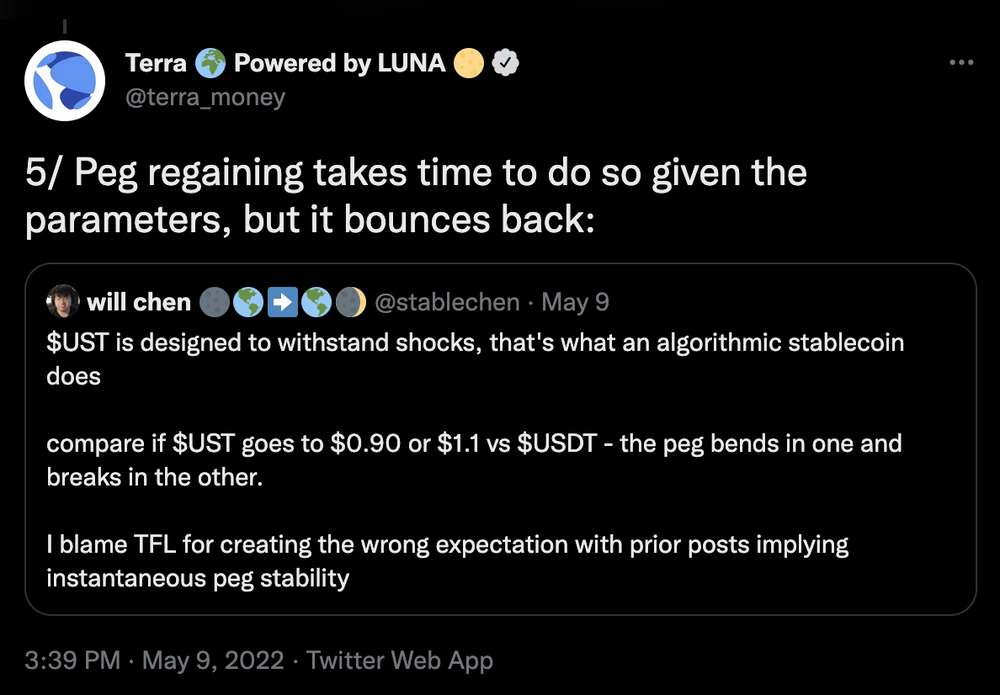 Terra 🌍 Powered by LUNA 🌕
@terra_money
5/ Peg regaining takes time to do so given the
parameters, but it bounces back:
will chen 🌑🌎➡️🌎🌓 @stablechen · May 9
$UST is designed to withstand shocks, that's what an algorithmic stablecoin
does
compare if $UST goes to $0.90 or $1.1 vs $USDT - the peg bends in one and
breaks in the other.
I blame TFL for creating the wrong expectation with prior posts implying
instantaneous peg stability
3:39 PM · May 9, 2022 · Twitter Web App